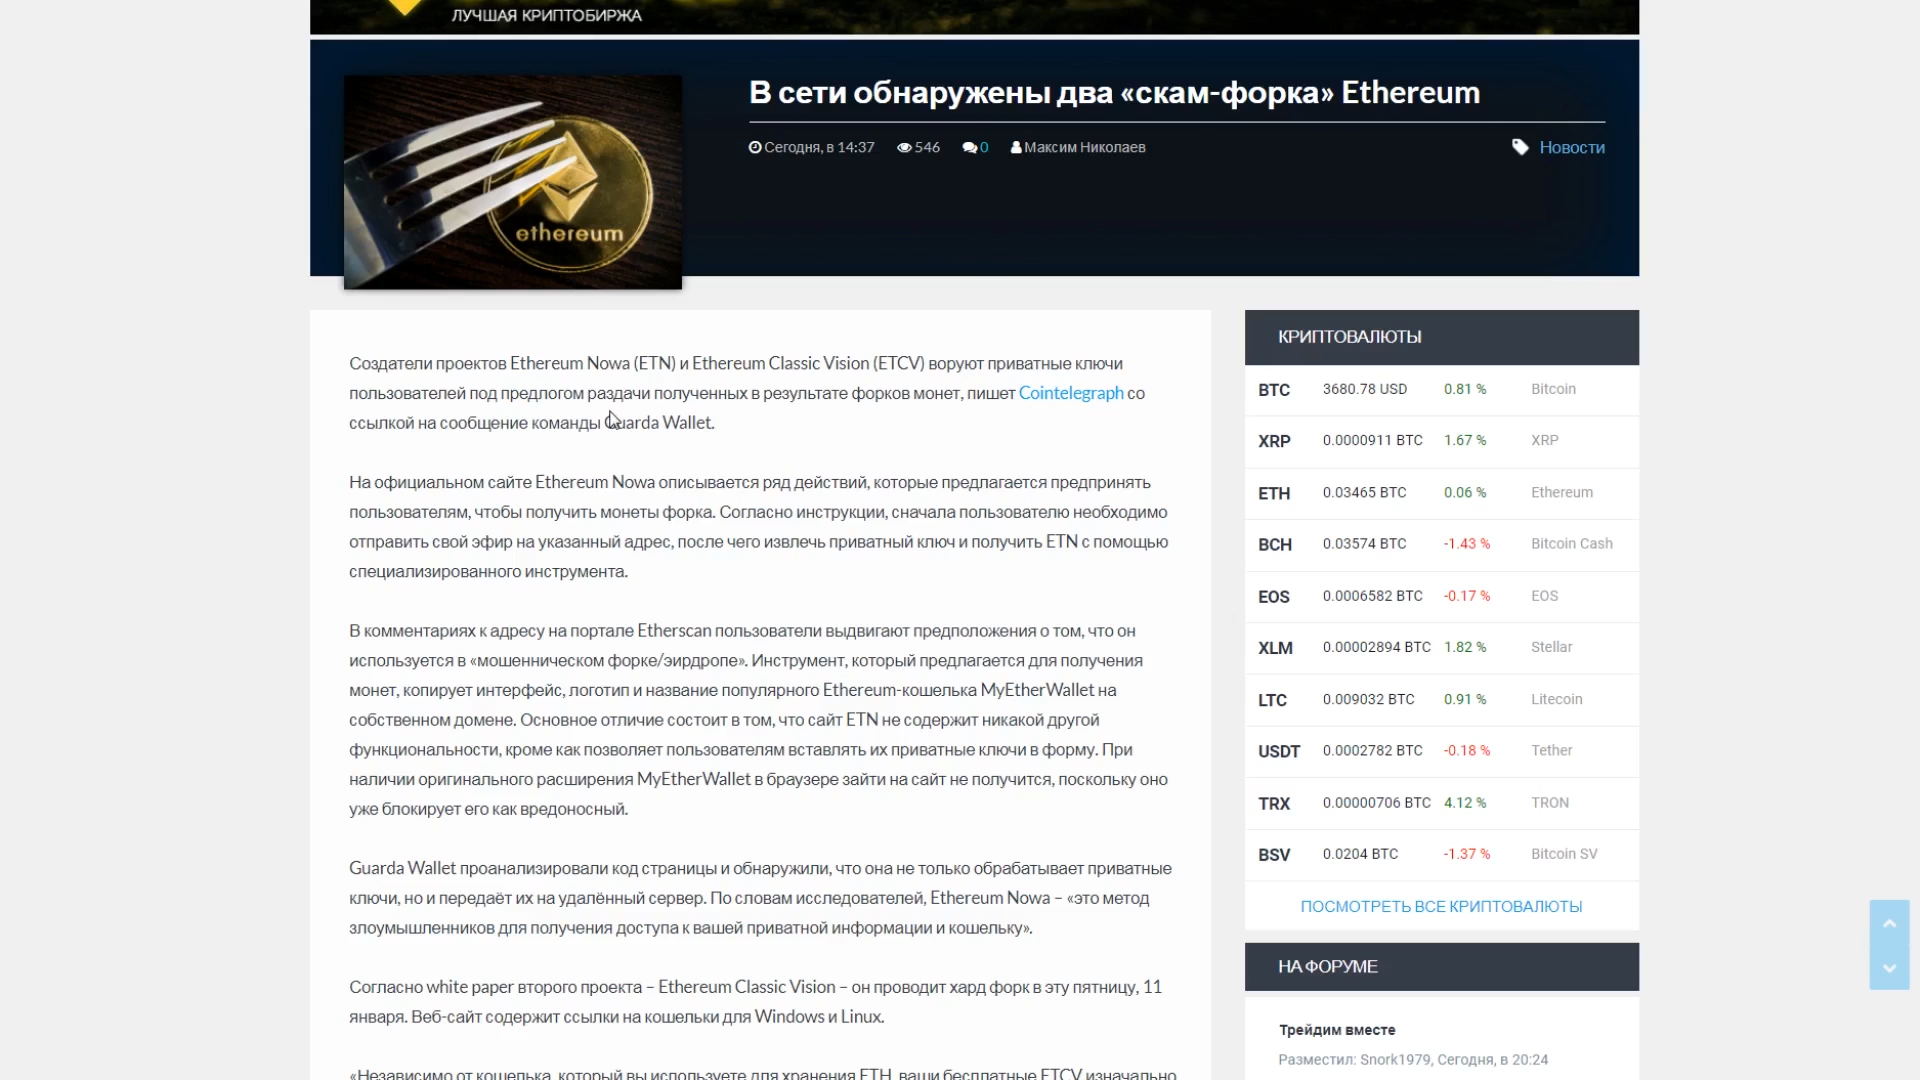 ЛУЧШАЯ КРИПТОБИРЖА
В сети обнаружены два «скам-форка» Ethereum
Сегодня, в 14:37 546 0 Максим Николаев Новости
ethereum
Создатели проектов Ethereum Nowa (ETN) и Ethereum Classic Vision (ETCV) воруют приватные ключи
пользователей под предлогом раздачи полученных в результате форков монет, пишет Cointelegraph со
ссылкой на сообщение команды Guarda Wallet.
На официальном сайте Ethereum Nowa описывается ряд действий, которые предлагается предпринять
пользователям, чтобы получить монеты форка. Согласно инструкции, сначала пользователю необходимо
отправить свой эфир на указанный адрес, после чего извлечь приватный ключ и получить ETN с помощью
специализированного инструмента.
В комментариях к адресу на портале Etherscan пользователи выдвигают предположения о том, что он
используется в «мошенническом форке/эирдропе». Инструмент, который предлагается для получения
монет, копирует интерфейс, логотип и название популярного Ethereum-кошелька MyEtherWallet на
собственном домене. Основное отличие состоит в том, что сайт ETN не содержит никакой другой
функциональности, кроме как позволяет пользователям вставлять их приватные ключи в форму. При
наличии оригинального расширения MyEtherWallet в браузере зайти на сайт не получится, поскольку оно
уже блокирует его как вредоносный.
Guarda Wallet проанализировали код страницы и обнаружили, что она не только обрабатывает приватные
ключи, но и передаёт их на удалённый сервер. По словам исследователей, Ethereum Nowa – «это метод
злоумышленников для получения доступа к вашей приватной информации и кошельку».
Согласно white paper второго проекта – Ethereum Classic Vision – он проводит хард форк в эту пятницу, 11
января. Веб-сайт содержит ссылки на кошельки для Windows и Linux.
«Независимо от кошелька, который вы используете для хранения ETH, ваши бесплатные ETCV изначально
КРИПТОВАЛЮТЫ
BTC 3680.78 USD 0.81 % Bitcoin
XRP 0.0000911 BTC 1.67 % XRP
ETH 0.03465 BTC 0.06 % Ethereum
BCH 0.03574 BTC -1.43 % Bitcoin Cash
EOS 0.0006582 BTC -0.17 % EOS
XLM 0.00002894 BTC 1.82 % Stellar
LTC 0.009032 BTC 0.91 % Litecoin
USDT 0.0002782 BTC -0.18 % Tether
TRX 0.00000706 BTC 4.12 % TRON
BSV 0.0204 BTC -1.37 % Bitcoin SV
ПОСМОТРЕТЬ ВСЕ КРИПТОВАЛЮТЫ
НА ФОРУМЕ
Трейдим вместе
Разместил: Snork1979, Сегодня, в 20:24